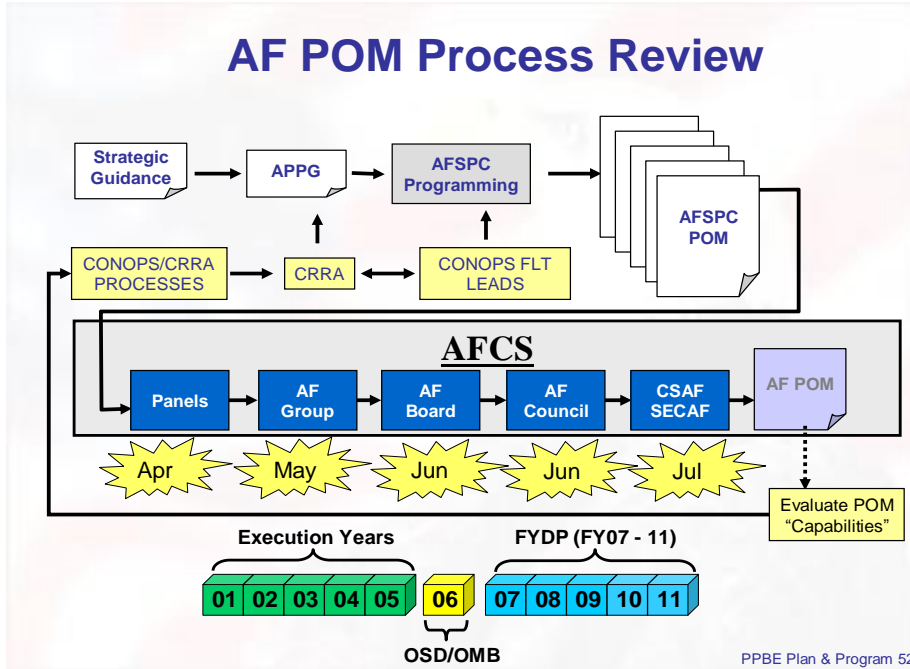 AF POM Process Review
Strategic
Guidance
APPG
AFSPC
Programming
AFSPC
POM
CONOPS/CRRA
PROCESSES
CRRA
CONOPS FLT
LEADS
AFCS
Panels
AF
Group
AF
Board
AF
Council
CSAF
SECAF
AF POM
Apr
May
Jun
Jun
Jul
Evaluate POM
“Capabilities”
Execution Years
FYDP (FY07 - 11)
01 02 03 04 05 06 07 08 09 10 11
OSD/OMB
PPBE Plan & Program 52